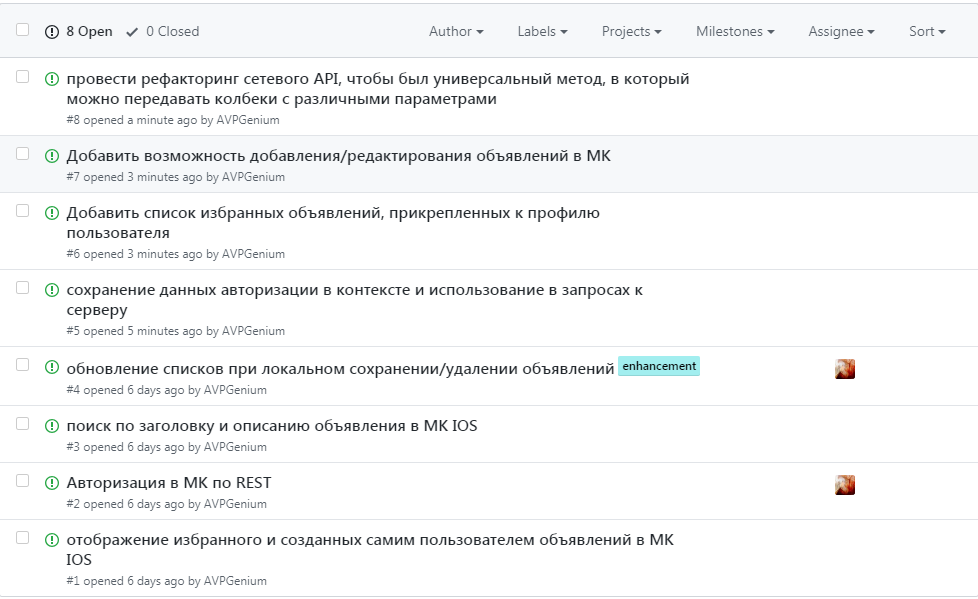 8 Open 0 Closed Author Labels Projects Milestones Assignee Sort
провести рефакторинг сетевого API, чтобы был универсальный метод, в который
можно передавать колбеки с различными параметрами
#8 opened a minute ago by AVPGenium
Добавить возможность добавления/редактирования объявлений в МК
#7 opened 3 minutes ago by AVPGenium
Добавить список избранных объявлений, прикрепленных к профилю
пользователя
#6 opened 3 minutes ago by AVPGenium
сохранение данных авторизации в контексте и использование в запросах к
серверу
#5 opened 5 minutes ago by AVPGenium
обновление списков при локальном сохранении/удалении объявлений enhancement
#4 opened 6 days ago by AVPGenium
поиск по заголовку и описанию объявления в МК IOS
#3 opened 6 days ago by AVPGenium
Авторизация в МК по REST
#2 opened 6 days ago by AVPGenium
отображение избранного и созданных самим пользователем объявлений в МК
IOS
#1 opened 6 days ago by AVPGenium